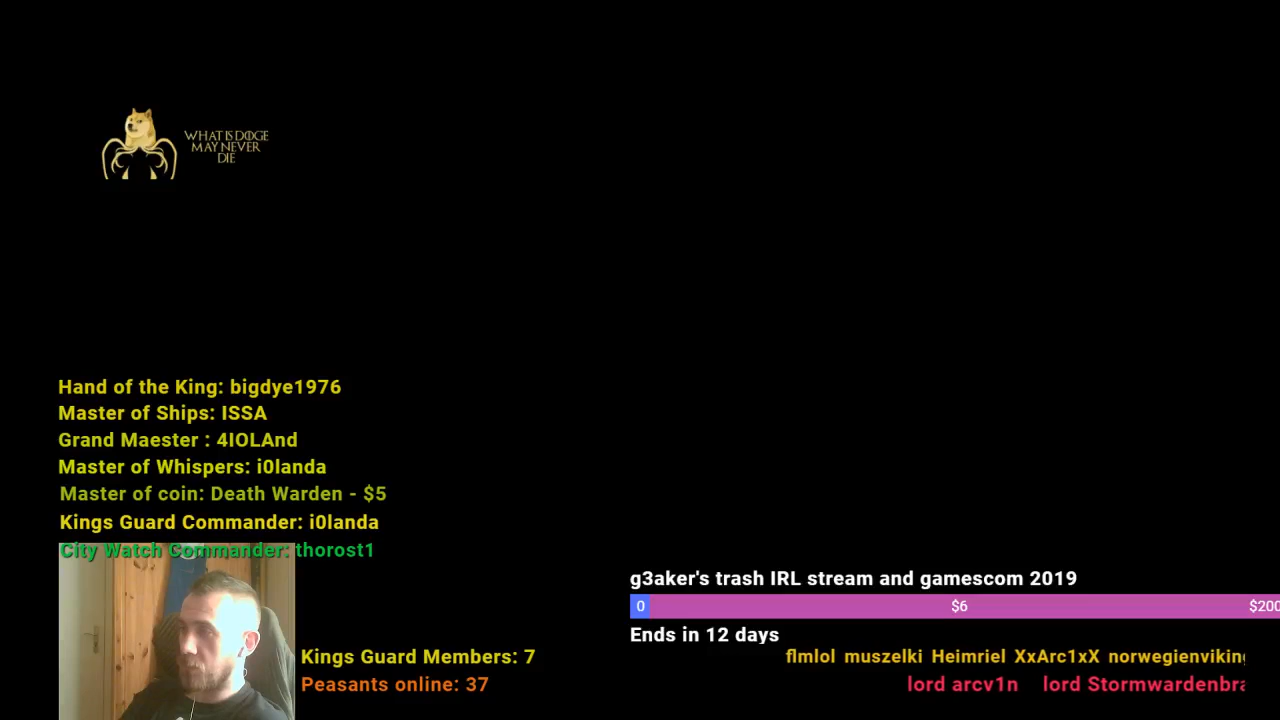 WHAT IS DOGE
MAY NEVER
DIE
Hand of the King: bigdye1976
Master of Ships: ISSA
Grand Maester : 4IOLAnd
Master of Whispers: i0landa
Master of coin: Death Warden - $5
Kings Guard Commander: i0landa
City Watch Commander: thorost1
g3aker's trash IRL stream and gamescom 2019
0 $6 $200
Ends in 12 days
Kings Guard Members: 7
flmlol muszelki Heimriel XxArc1xX norwegienviking
Peasants online: 37
lord arcv1n lord Stormwardenbra